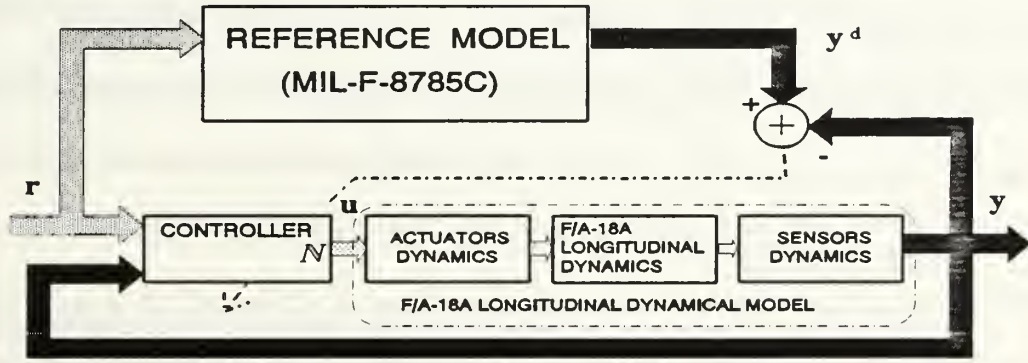 REFERENCE MODEL
(MIL-F-8785C)
y d
+
+
-
r
u
y
CONTROLLER
N
ACTUATORS
DYNAMICS
F/A-18A
LONGITUDINAL
DYNAMICS
SENSORS
DYNAMICS
F/A-18A LONGITUDINAL DYNAMICAL MODEL